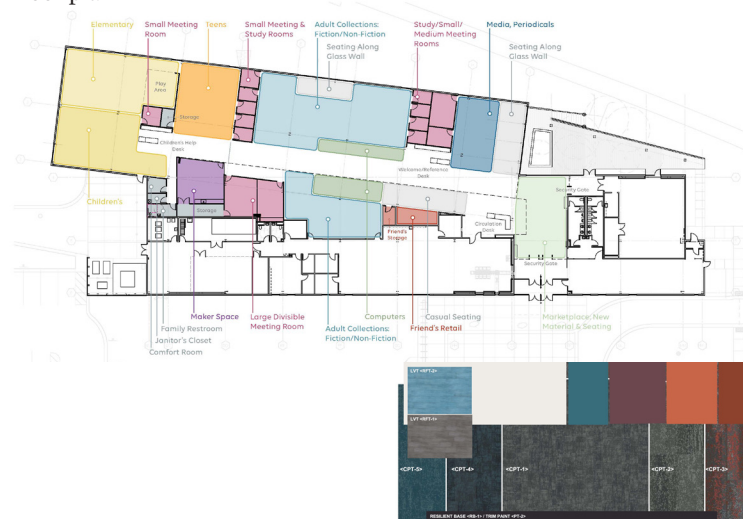 Elementary
Small Meeting
Room
Teens
Small Meeting &
Study Rooms
Adult Collections:
Fiction/Non-Fiction
Seating Along
Glass Wall
Study/Small/
Medium Meeting
Rooms
Media, Periodicals
Seating Along
Glass Wall
Play
Area
Storage
Children's Help
Desk
Welcome/Reference
Desk
Security Gate
Children's
Storage
Friend's
Storage
Circulation
Desk
Security Gate
Family Restroom
Janitor's Closet
Comfort Room
Maker Space
Large Divisible
Meeting Room
Adult Collections:
Fiction/Non-Fiction
Computers
Casual Seating
Friend's Retail
Marketplace: New
Material & Seating
LVT <RFT-2>
LVT <RFT-1>
<CPT-5>
<CPT-4>
<CPT-1>
<CPT-2>
<CPT-3>
RESILIENT BASE <RB-1> / TRIM PAINT <PT-2>